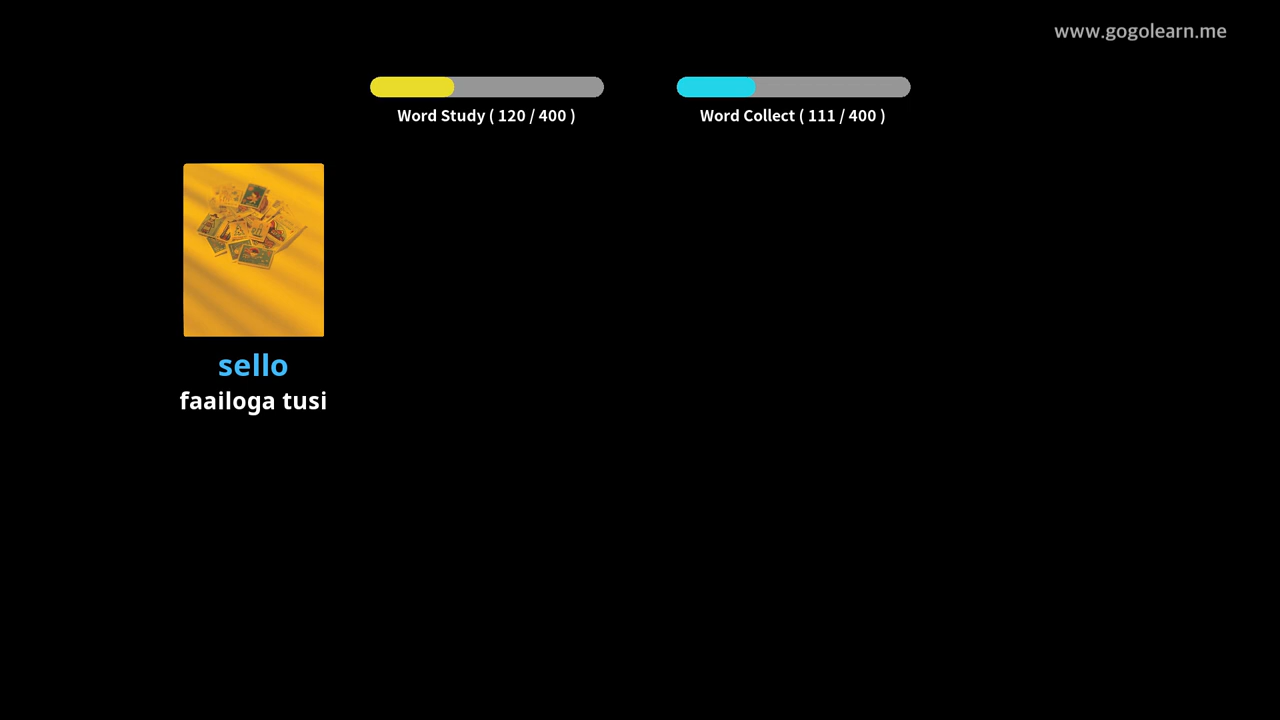 www.gogolearn.me
Word Study ( 120 / 400 )
Word Collect ( 111 / 400 )
sello
faailoga tusi